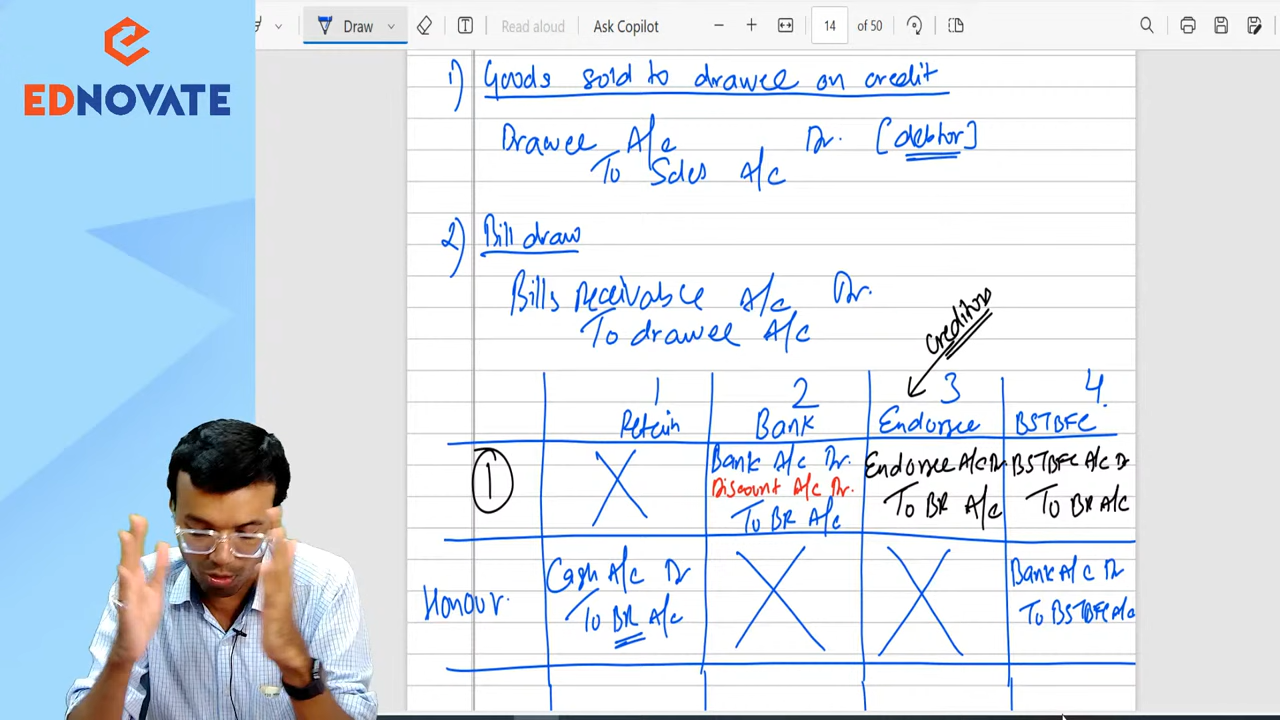 EDNOVATE
Draw
Read aloud
Ask Copilot
14 of 50
1) Goods sold to drawee on credit
Drawee A/c Dr. [debtor]
To Sales A/c
2) Bill draw
Bills Receivable A/c Dr.
To drawee A/c
creditors
1 2 3 4.
Retain Bank Endorsee BSTBFC
1 Bank A/c Dr. Endorsee A/c Dr BSTBFC A/c Dr
Discount A/c Dr.
To BR A/c To BR A/c To BR A/c
Honour. Cash A/c Dr Bank A/c Dr
To BR A/c To BSTBFC A/c